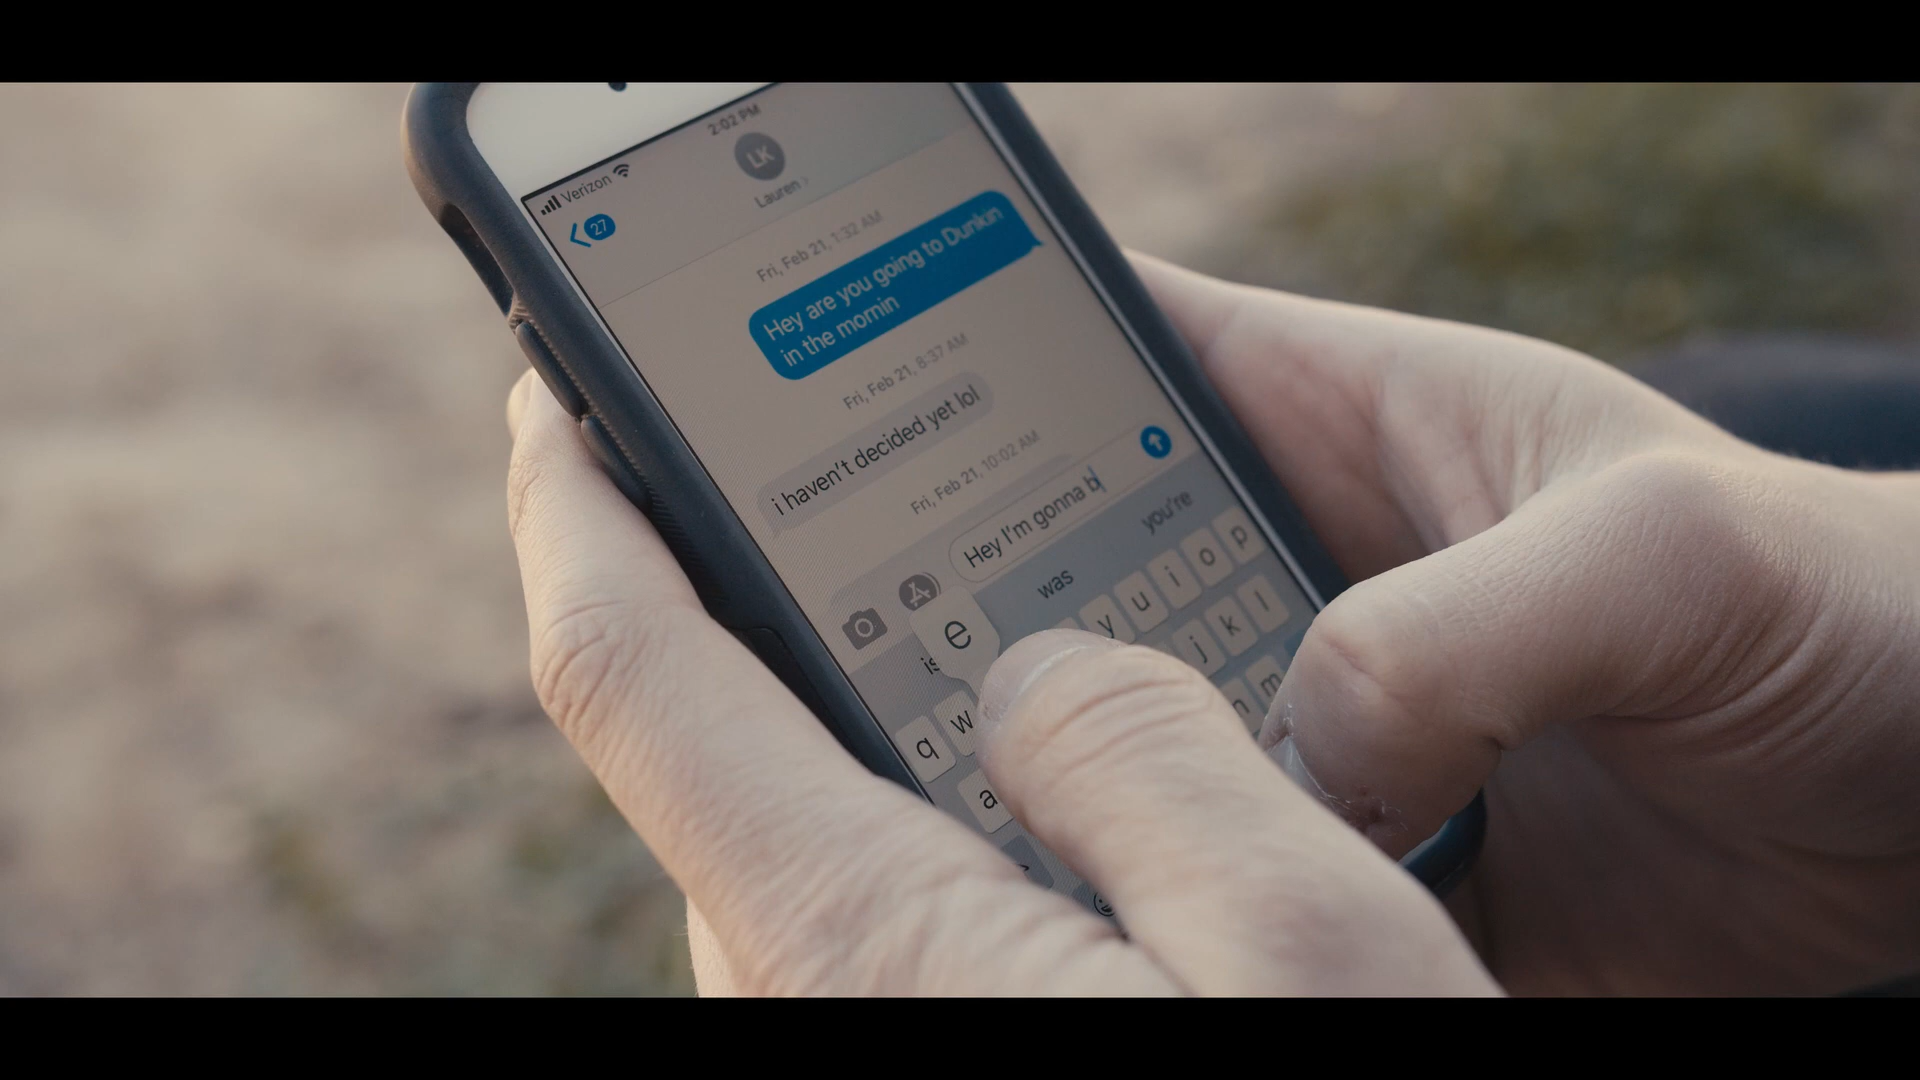 2:02 PM
Verizon
27
LK
Lauren
Fri, Feb 21, 1:32 AM
Hey are you going to Dunkin
in the mornin
Fri, Feb 21, 8:37 AM
i haven't decided yet lol
Fri, Feb 21, 10:02 AM
Hey I'm gonna b
is was you're
e
q w y u i o p
a j k l
n m